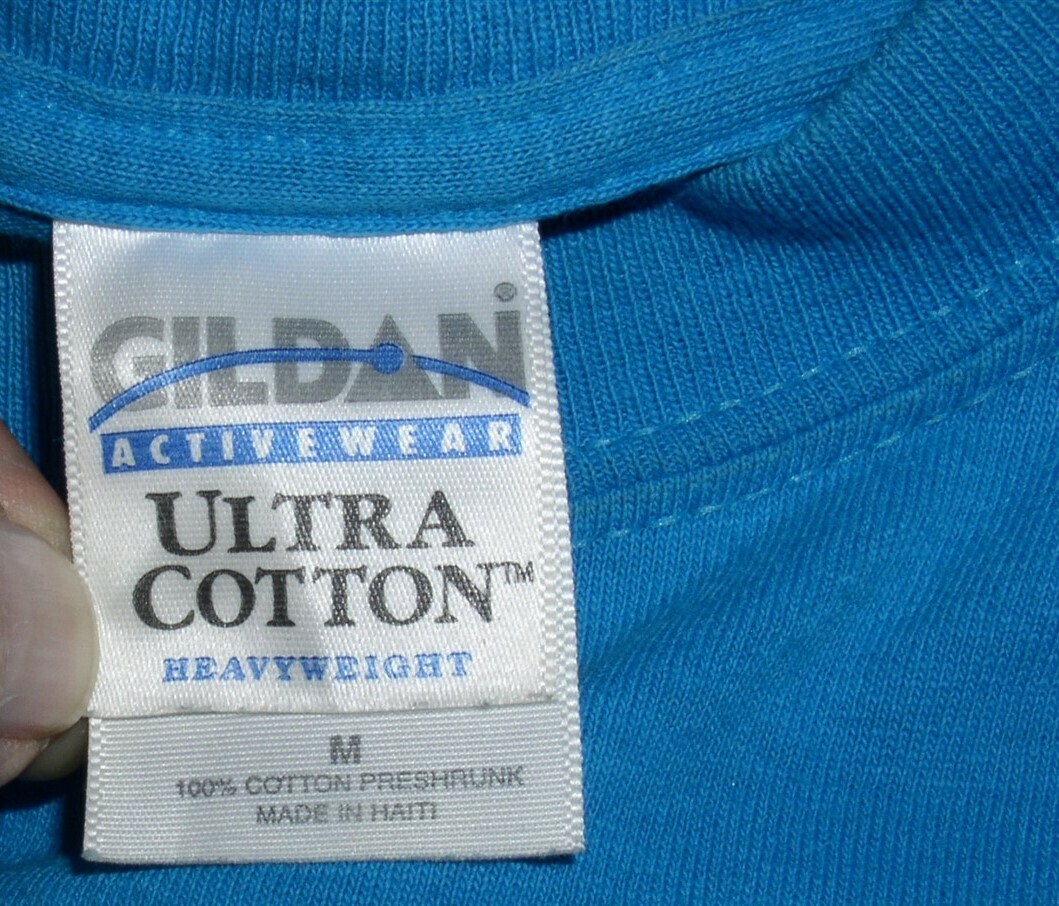 GILDAN®
ACTIVEWEAR
ULTRA
COTTON™
HEAVYWEIGHT
M
100% COTTON PRESHRUNK
MADE IN HAITI